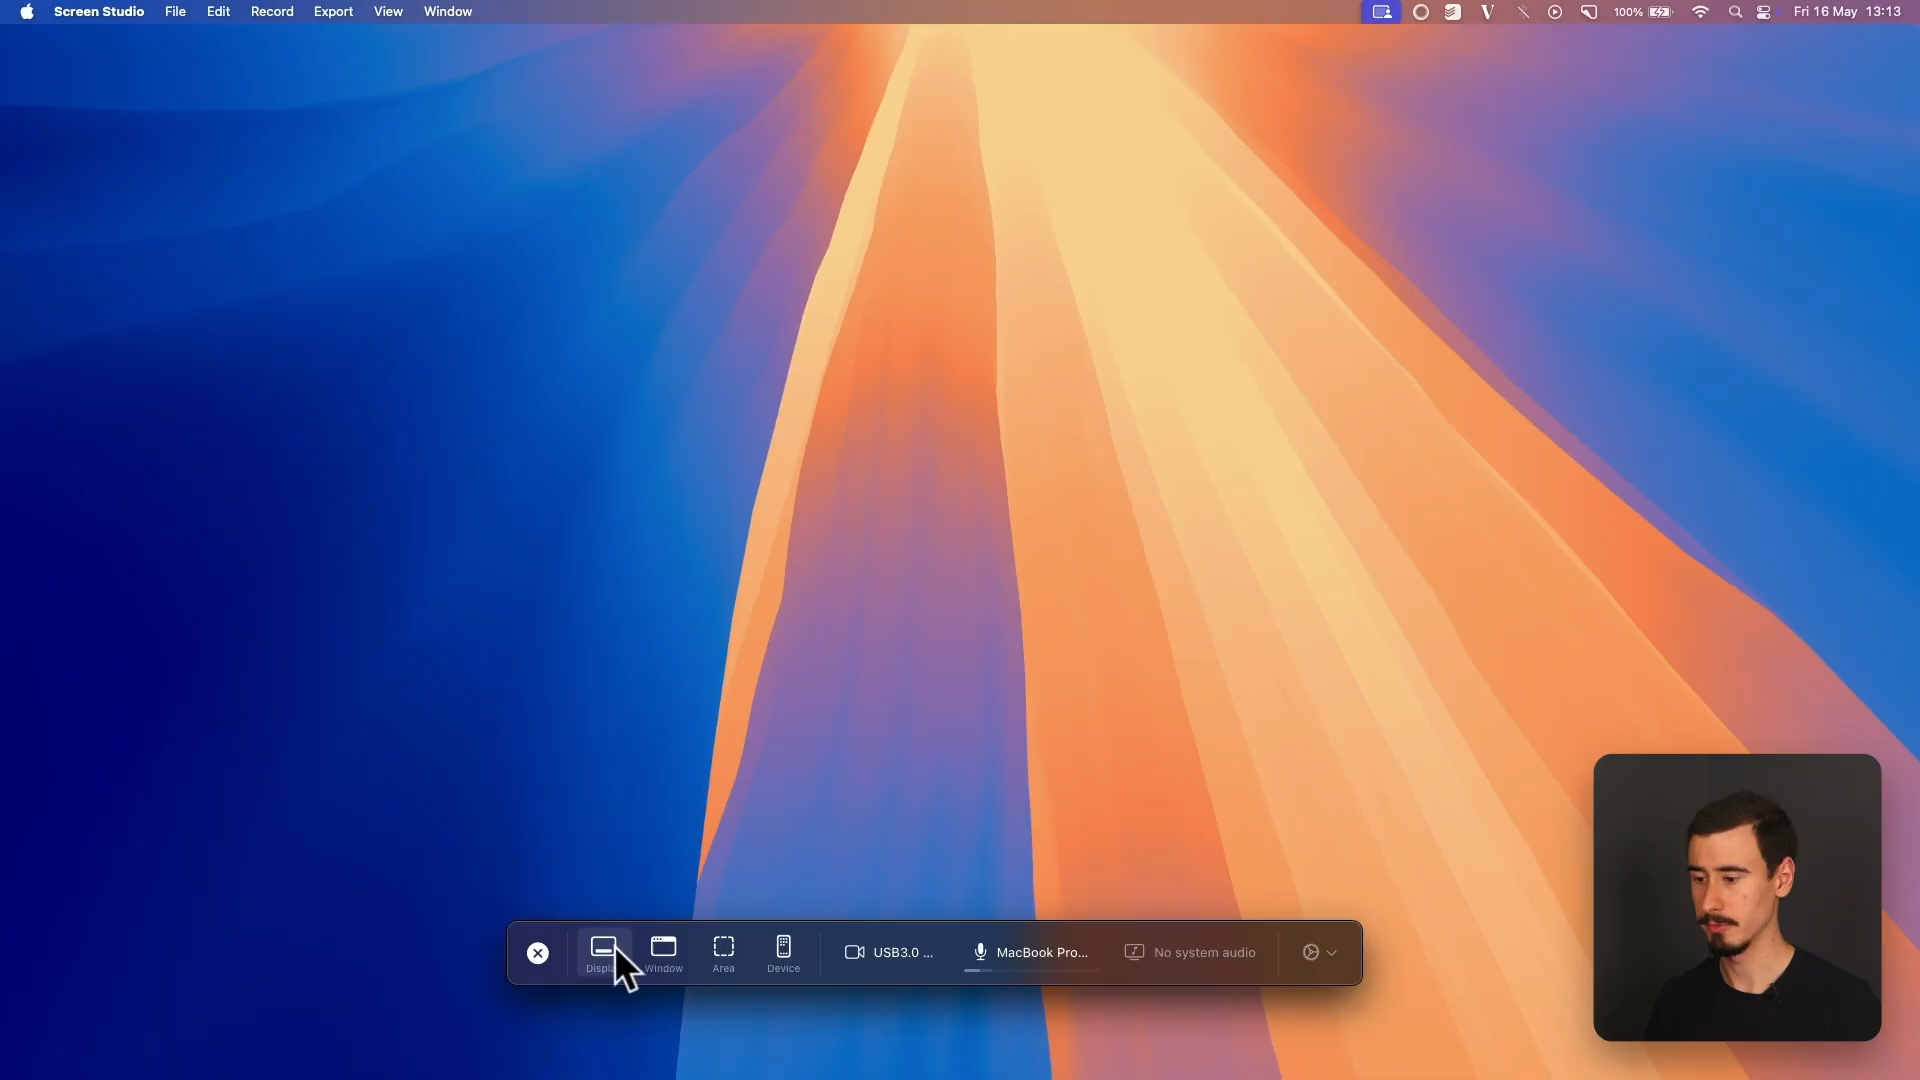 Screen Studio File Edit Record Export View Window 100% Fri 16 May 13:13
Window Area Device USB3.0 ... MacBook Pro... No system audio